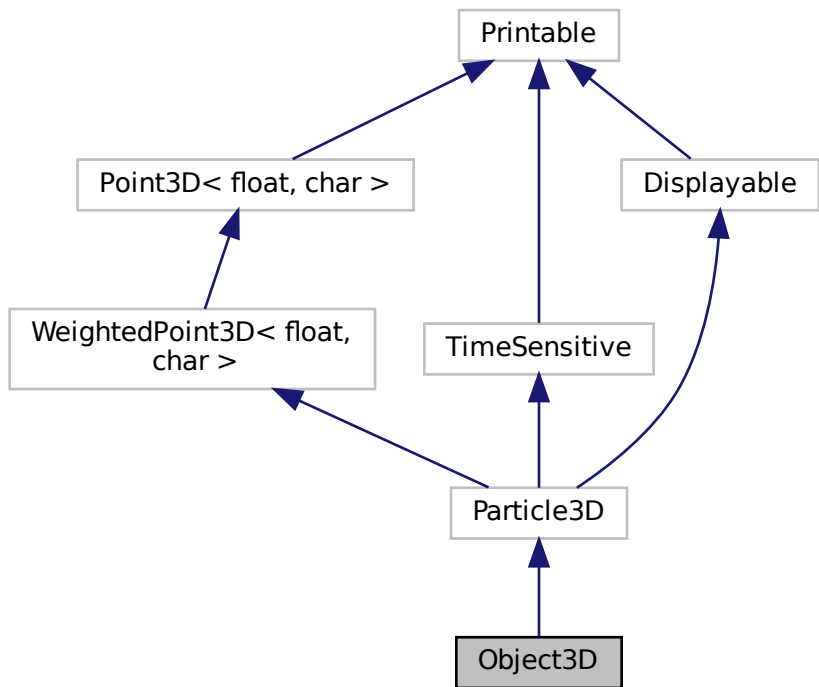 Printable
Point3D< float, char >
Displayable
WeightedPoint3D< float,
char >
TimeSensitive
Particle3D
Object3D